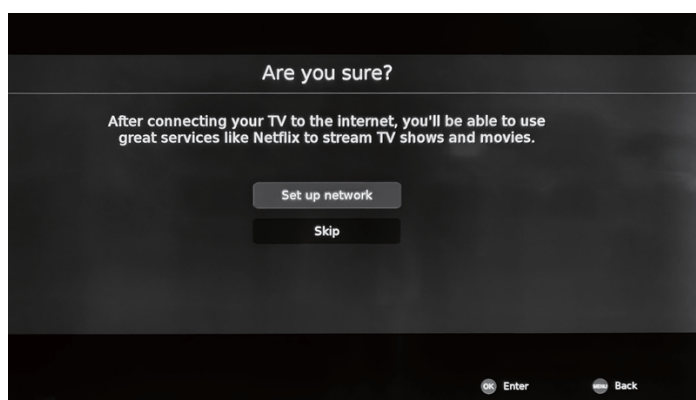 Are you sure?
After connecting your TV to the internet, you'll be able to use
great services like Netflix to stream TV shows and movies.
Set up network
Skip
OK Enter
MENU Back